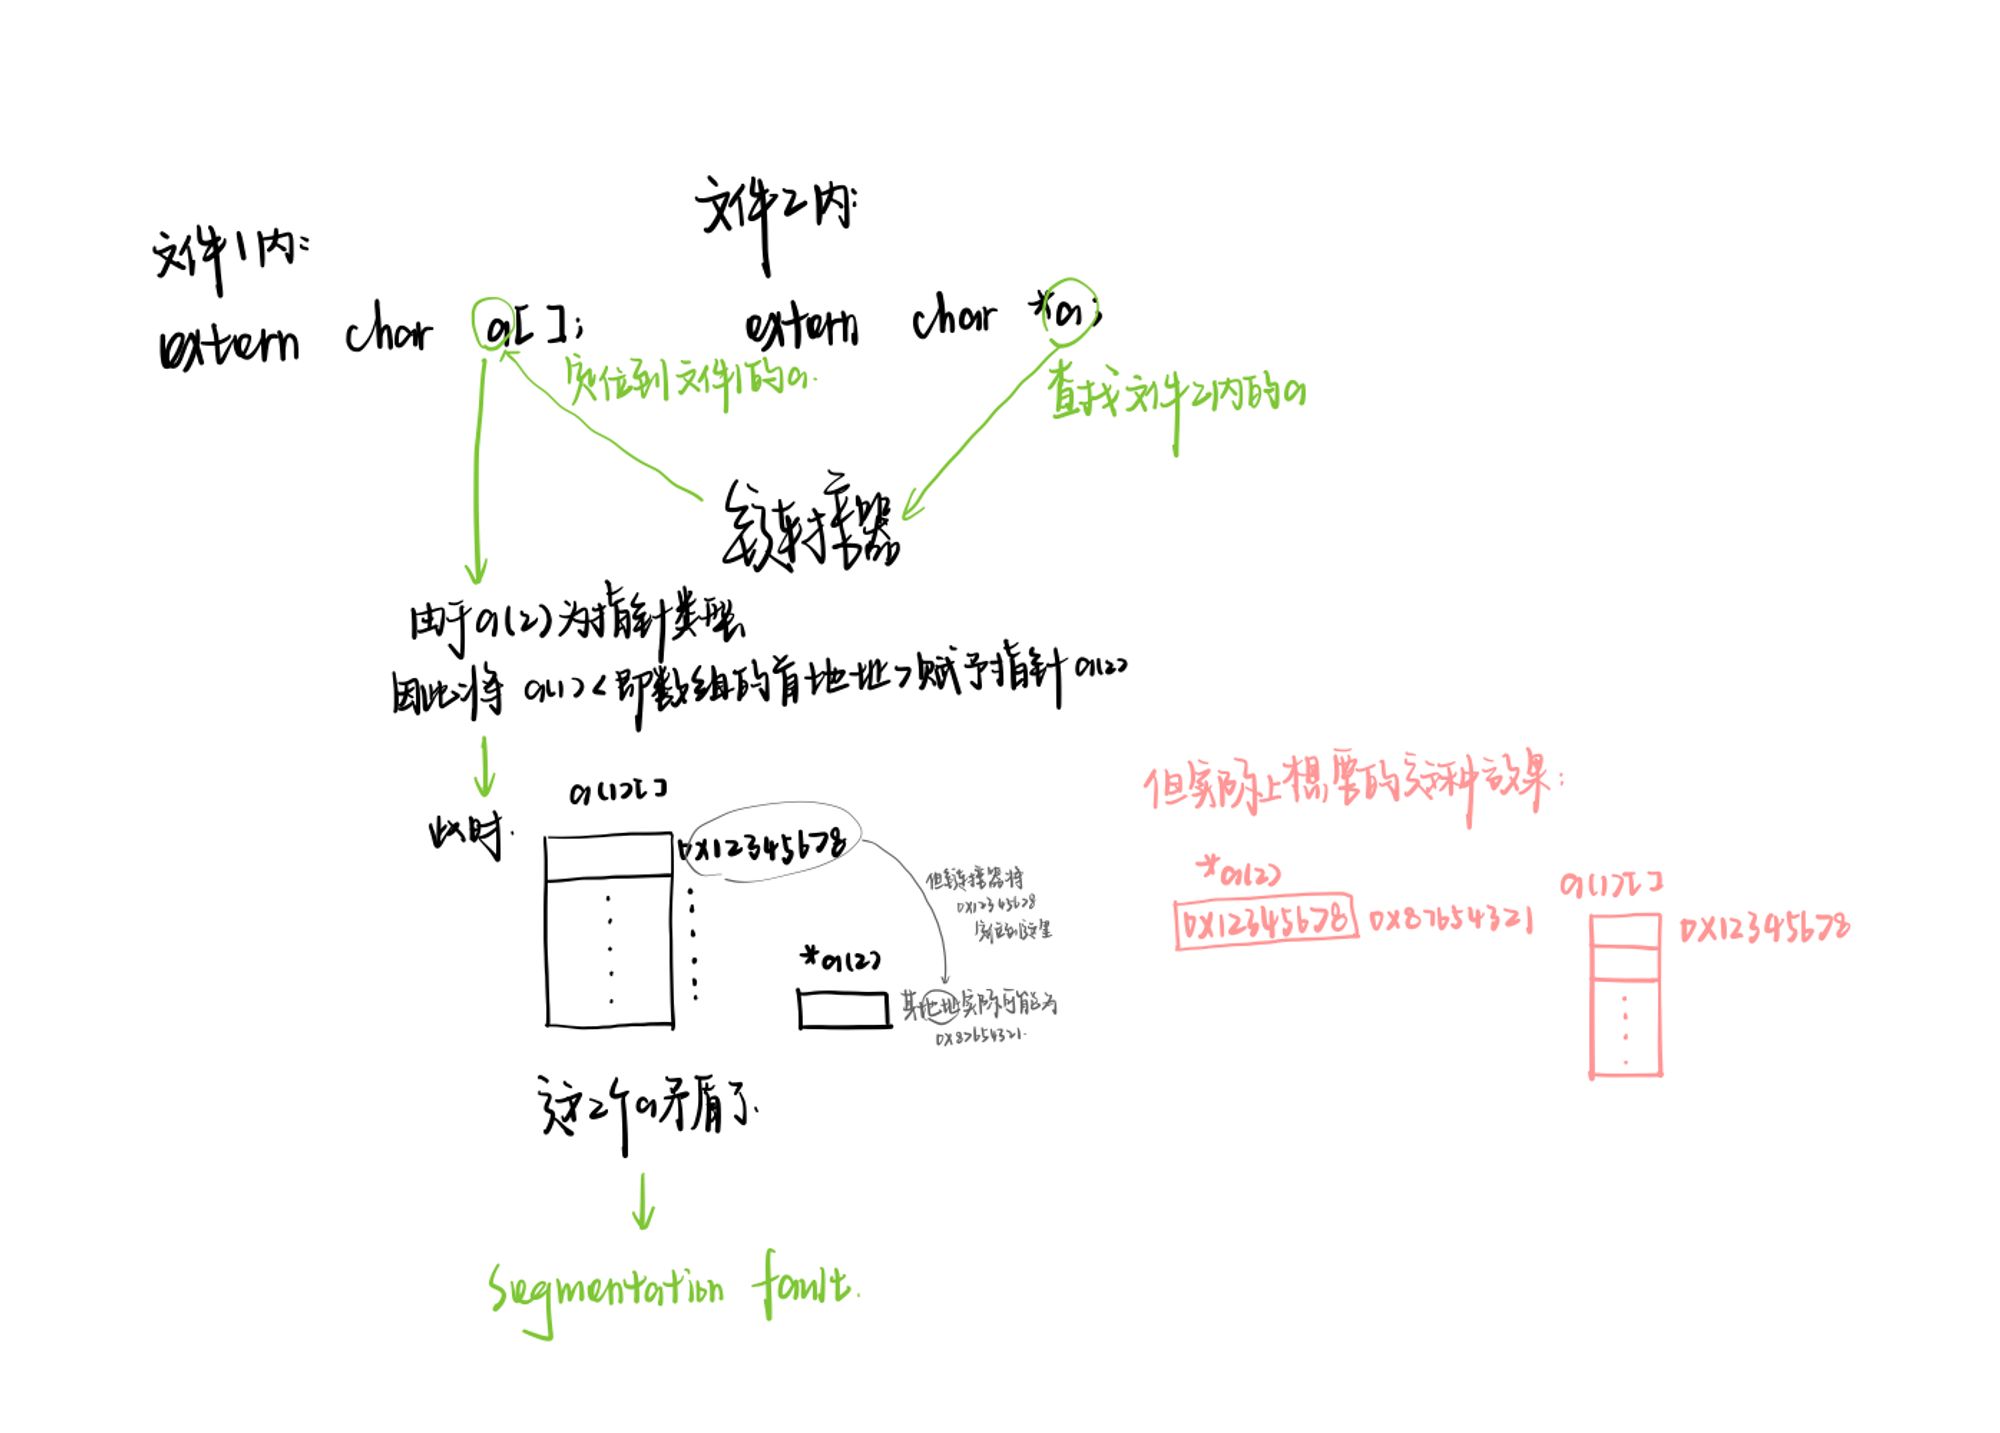 文件1内:
extern char a[];
文件2内:
extern char *a;
定位到文件1的a.
查找文件2内的a
链接器
由于a(2)为指针类型
因此将 a(1)<即数组的首地址>赋予指针a(2)
此时.
a(1)[]
0x12345678
但链接器将
0x12345678
定位到这里
*a(2)
其地址实际可能为
0x87654321.
这2个a矛盾了.
Segmentation fault.
但实际上想要的这种效果:
*a(2)
0x12345678 0x87654321
a(1)[]
0x12345678